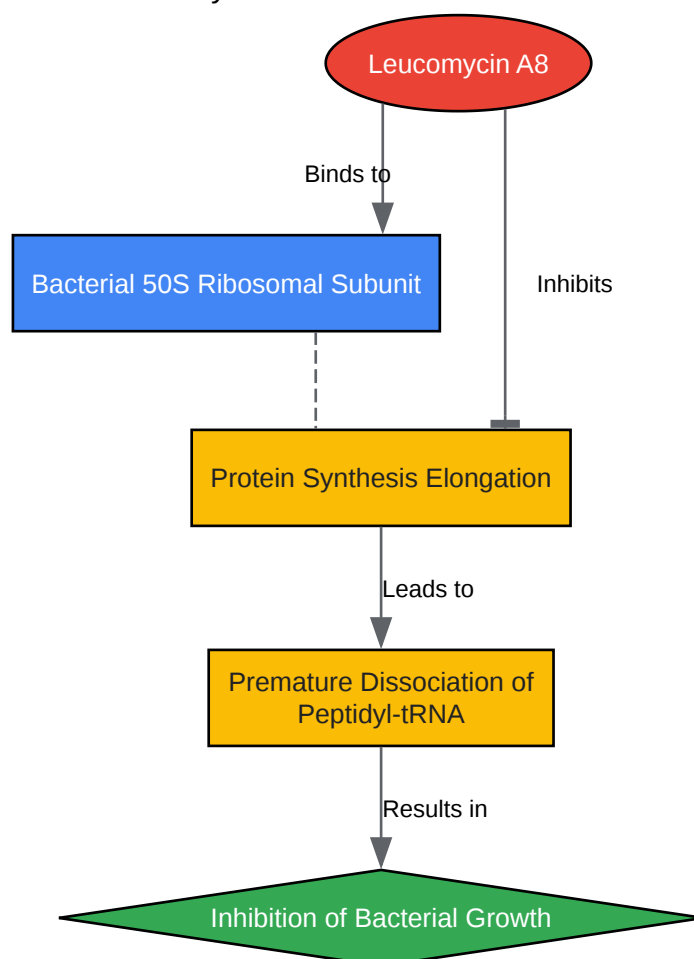 Leucomycin A8
Binds to
Bacterial 50S Ribosomal Subunit
Inhibits
Protein Synthesis Elongation
Leads to
Premature Dissociation of
Peptidyl-tRNA
Results in
Inhibition of Bacterial Growth